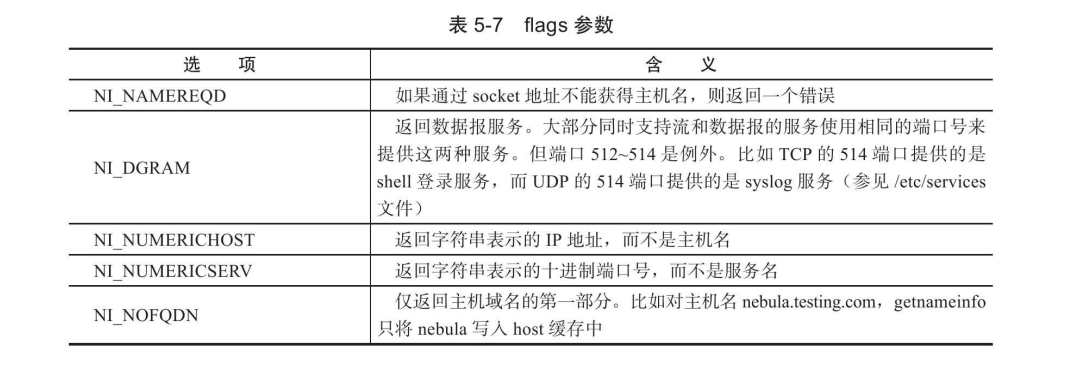 表 5-7 flags 参数
选 项 含 义
NI_NAMEREQD 如果通过 socket 地址不能获得主机名，则返回一个错误
NI_DGRAM 返回数据报服务。大部分同时支持流和数据报的服务使用相同的端口号来
提供这两种服务。但端口 512~514 是例外。比如 TCP 的 514 端口提供的是
shell 登录服务，而 UDP 的 514 端口提供的是 syslog 服务（参见 /etc/services
文件）
NI_NUMERICHOST 返回字符串表示的 IP 地址，而不是主机名
NI_NUMERICSERV 返回字符串表示的十进制端口号，而不是服务名
NI_NOFQDN 仅返回主机域名的第一部分。比如对主机名 nebula.testing.com，getnameinfo
只将 nebula 写入 host 缓存中